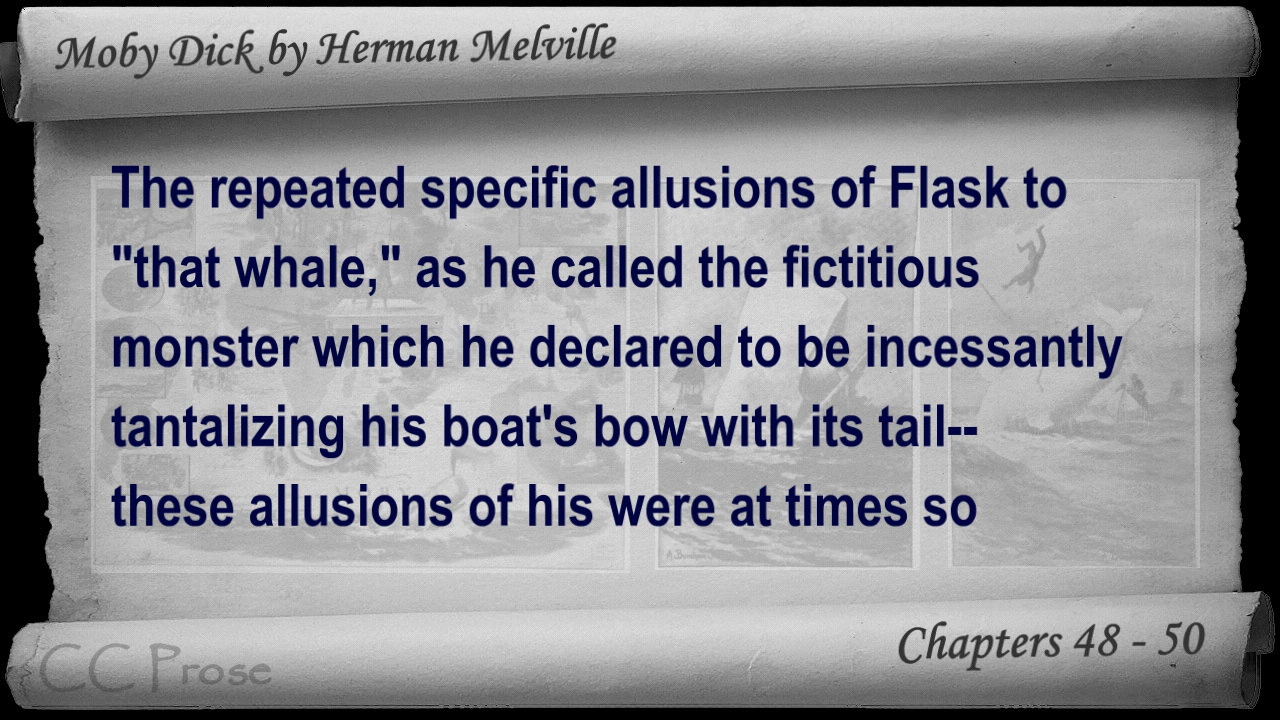 Moby Dick by Herman Melville
The repeated specific allusions of Flask to
"that whale," as he called the fictitious
monster which he declared to be incessantly
tantalizing his boat's bow with its tail--
these allusions of his were at times so
Chapters 48 - 50
CC Prose